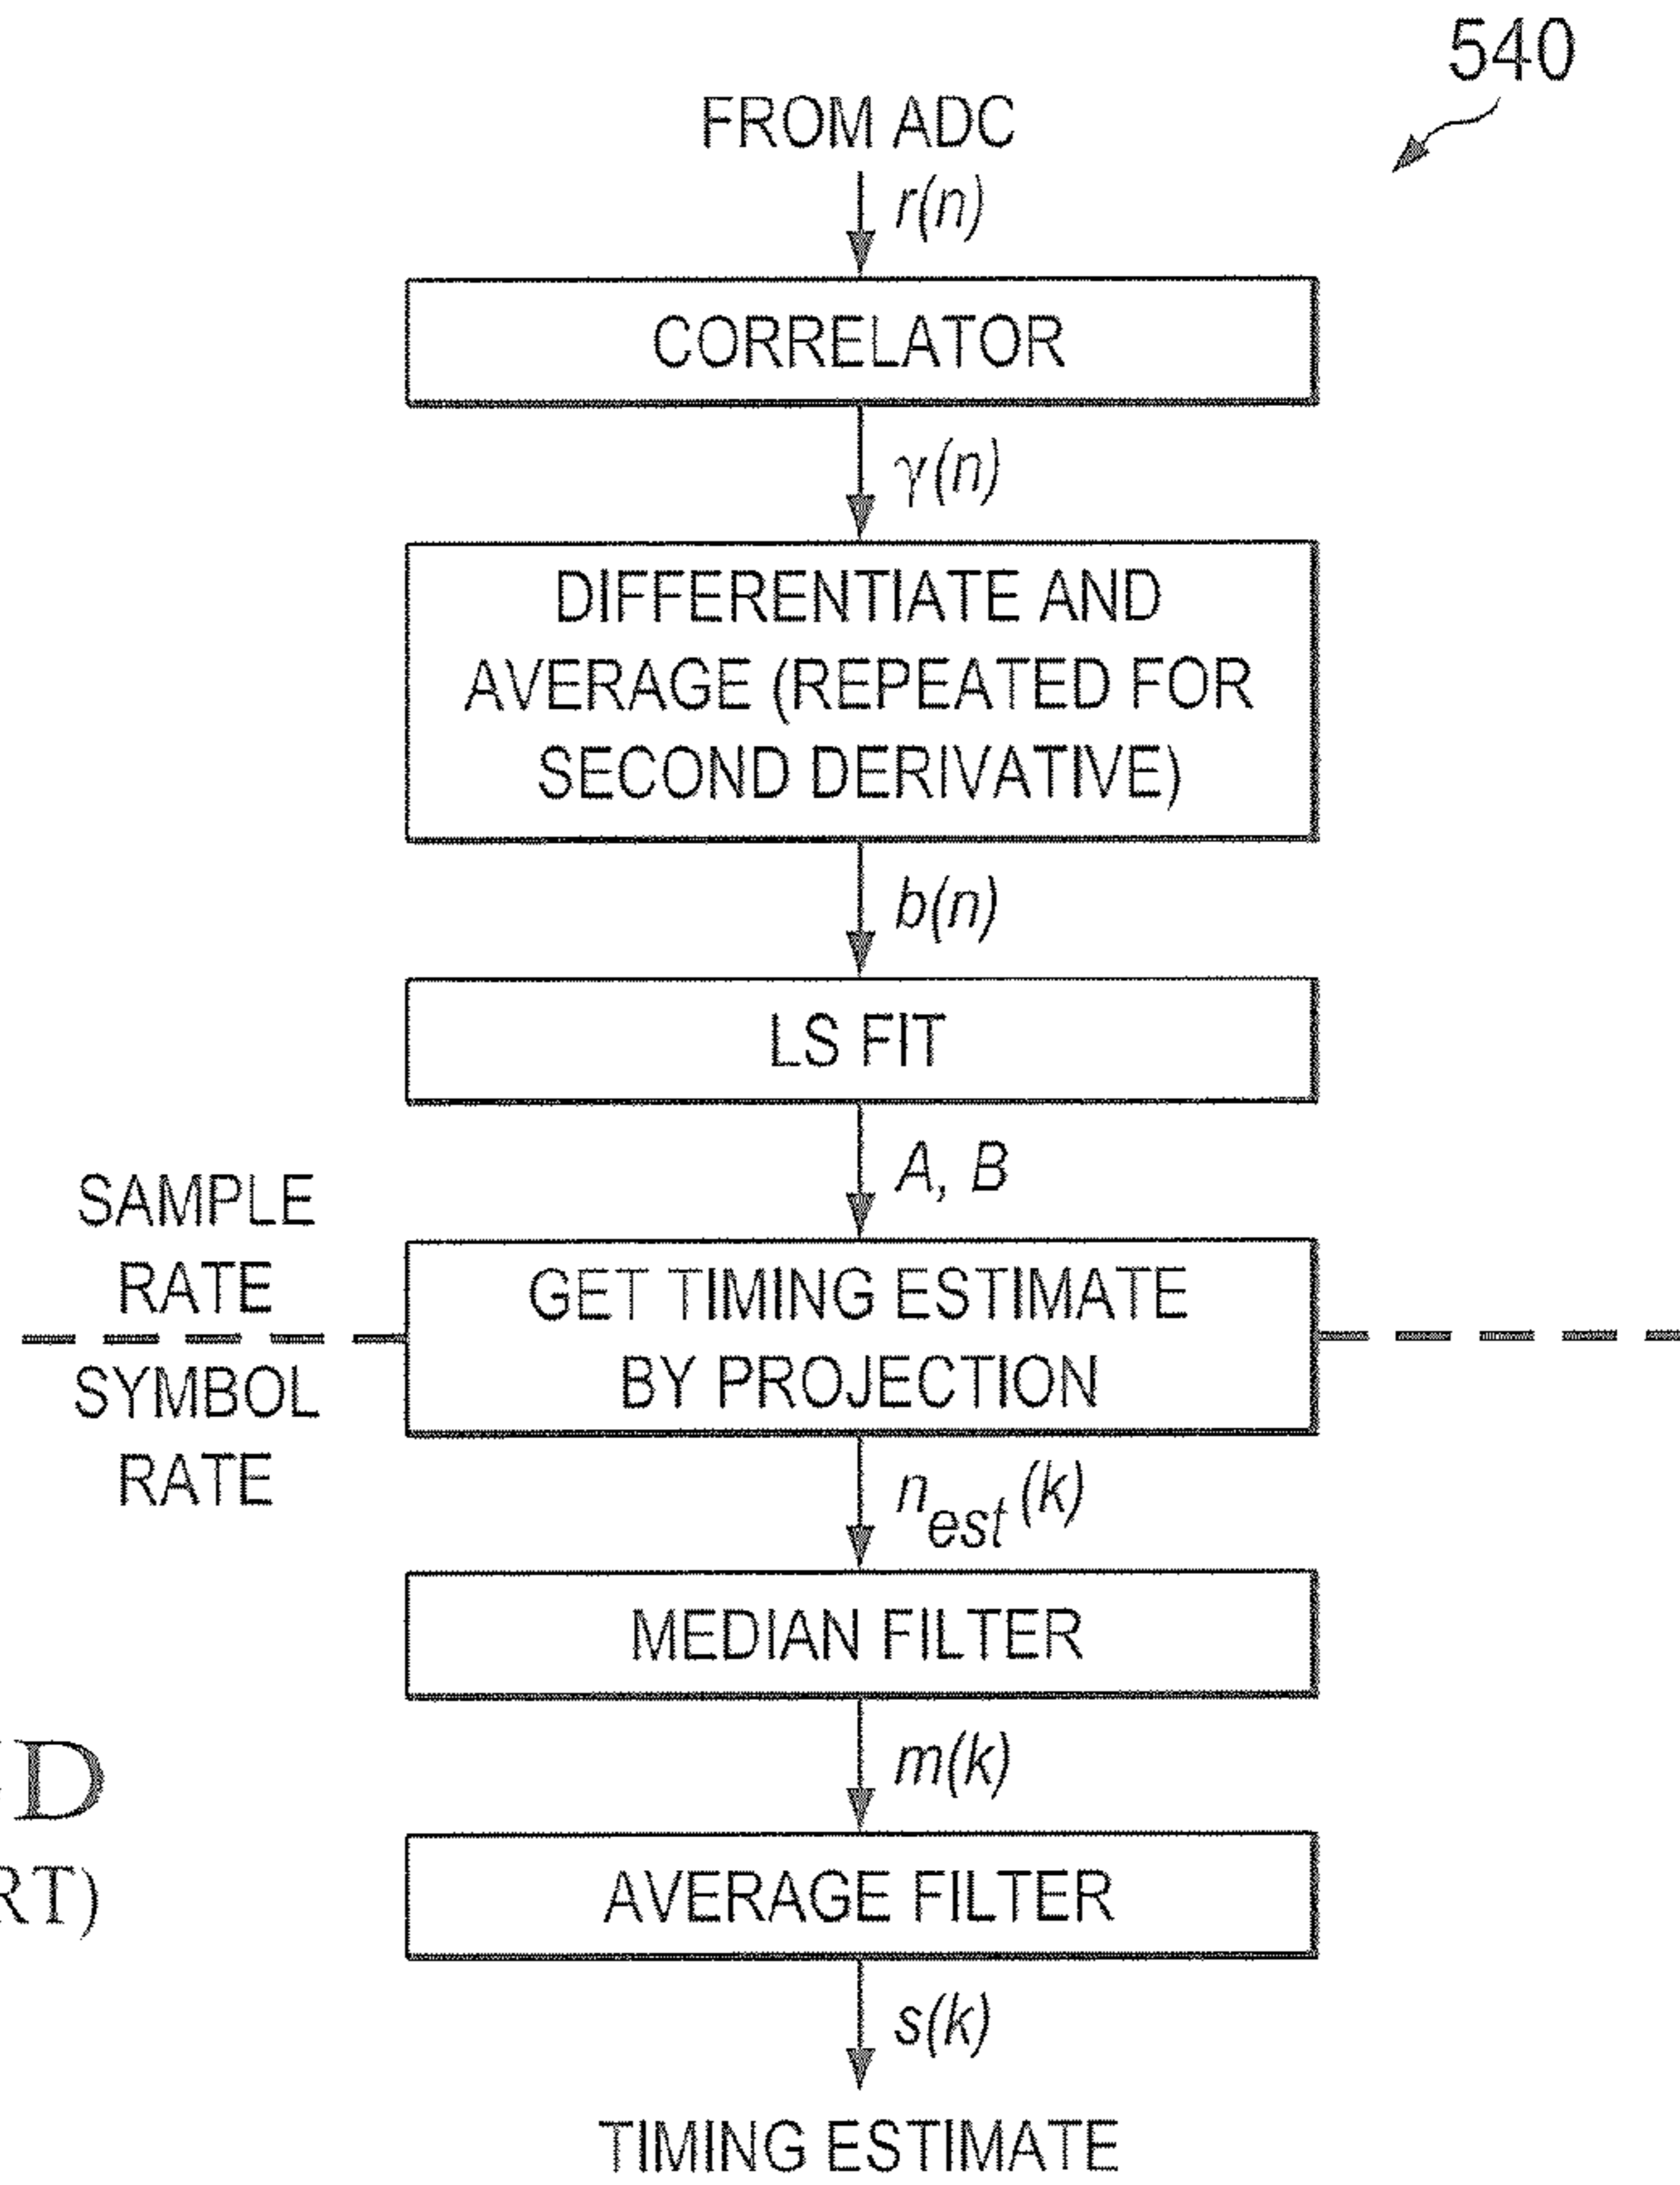 540
FROM ADC
r(n)
CORRELATOR
γ(n)
DIFFERENTIATE AND
AVERAGE (REPEATED FOR
SECOND DERIVATIVE)
b(n)
LS FIT
A, B
SAMPLE
RATE
GET TIMING ESTIMATE
BY PROJECTION
SYMBOL
RATE
n_est (k)
MEDIAN FILTER
m(k)
D
AVERAGE FILTER
RT)
s(k)
TIMING ESTIMATE